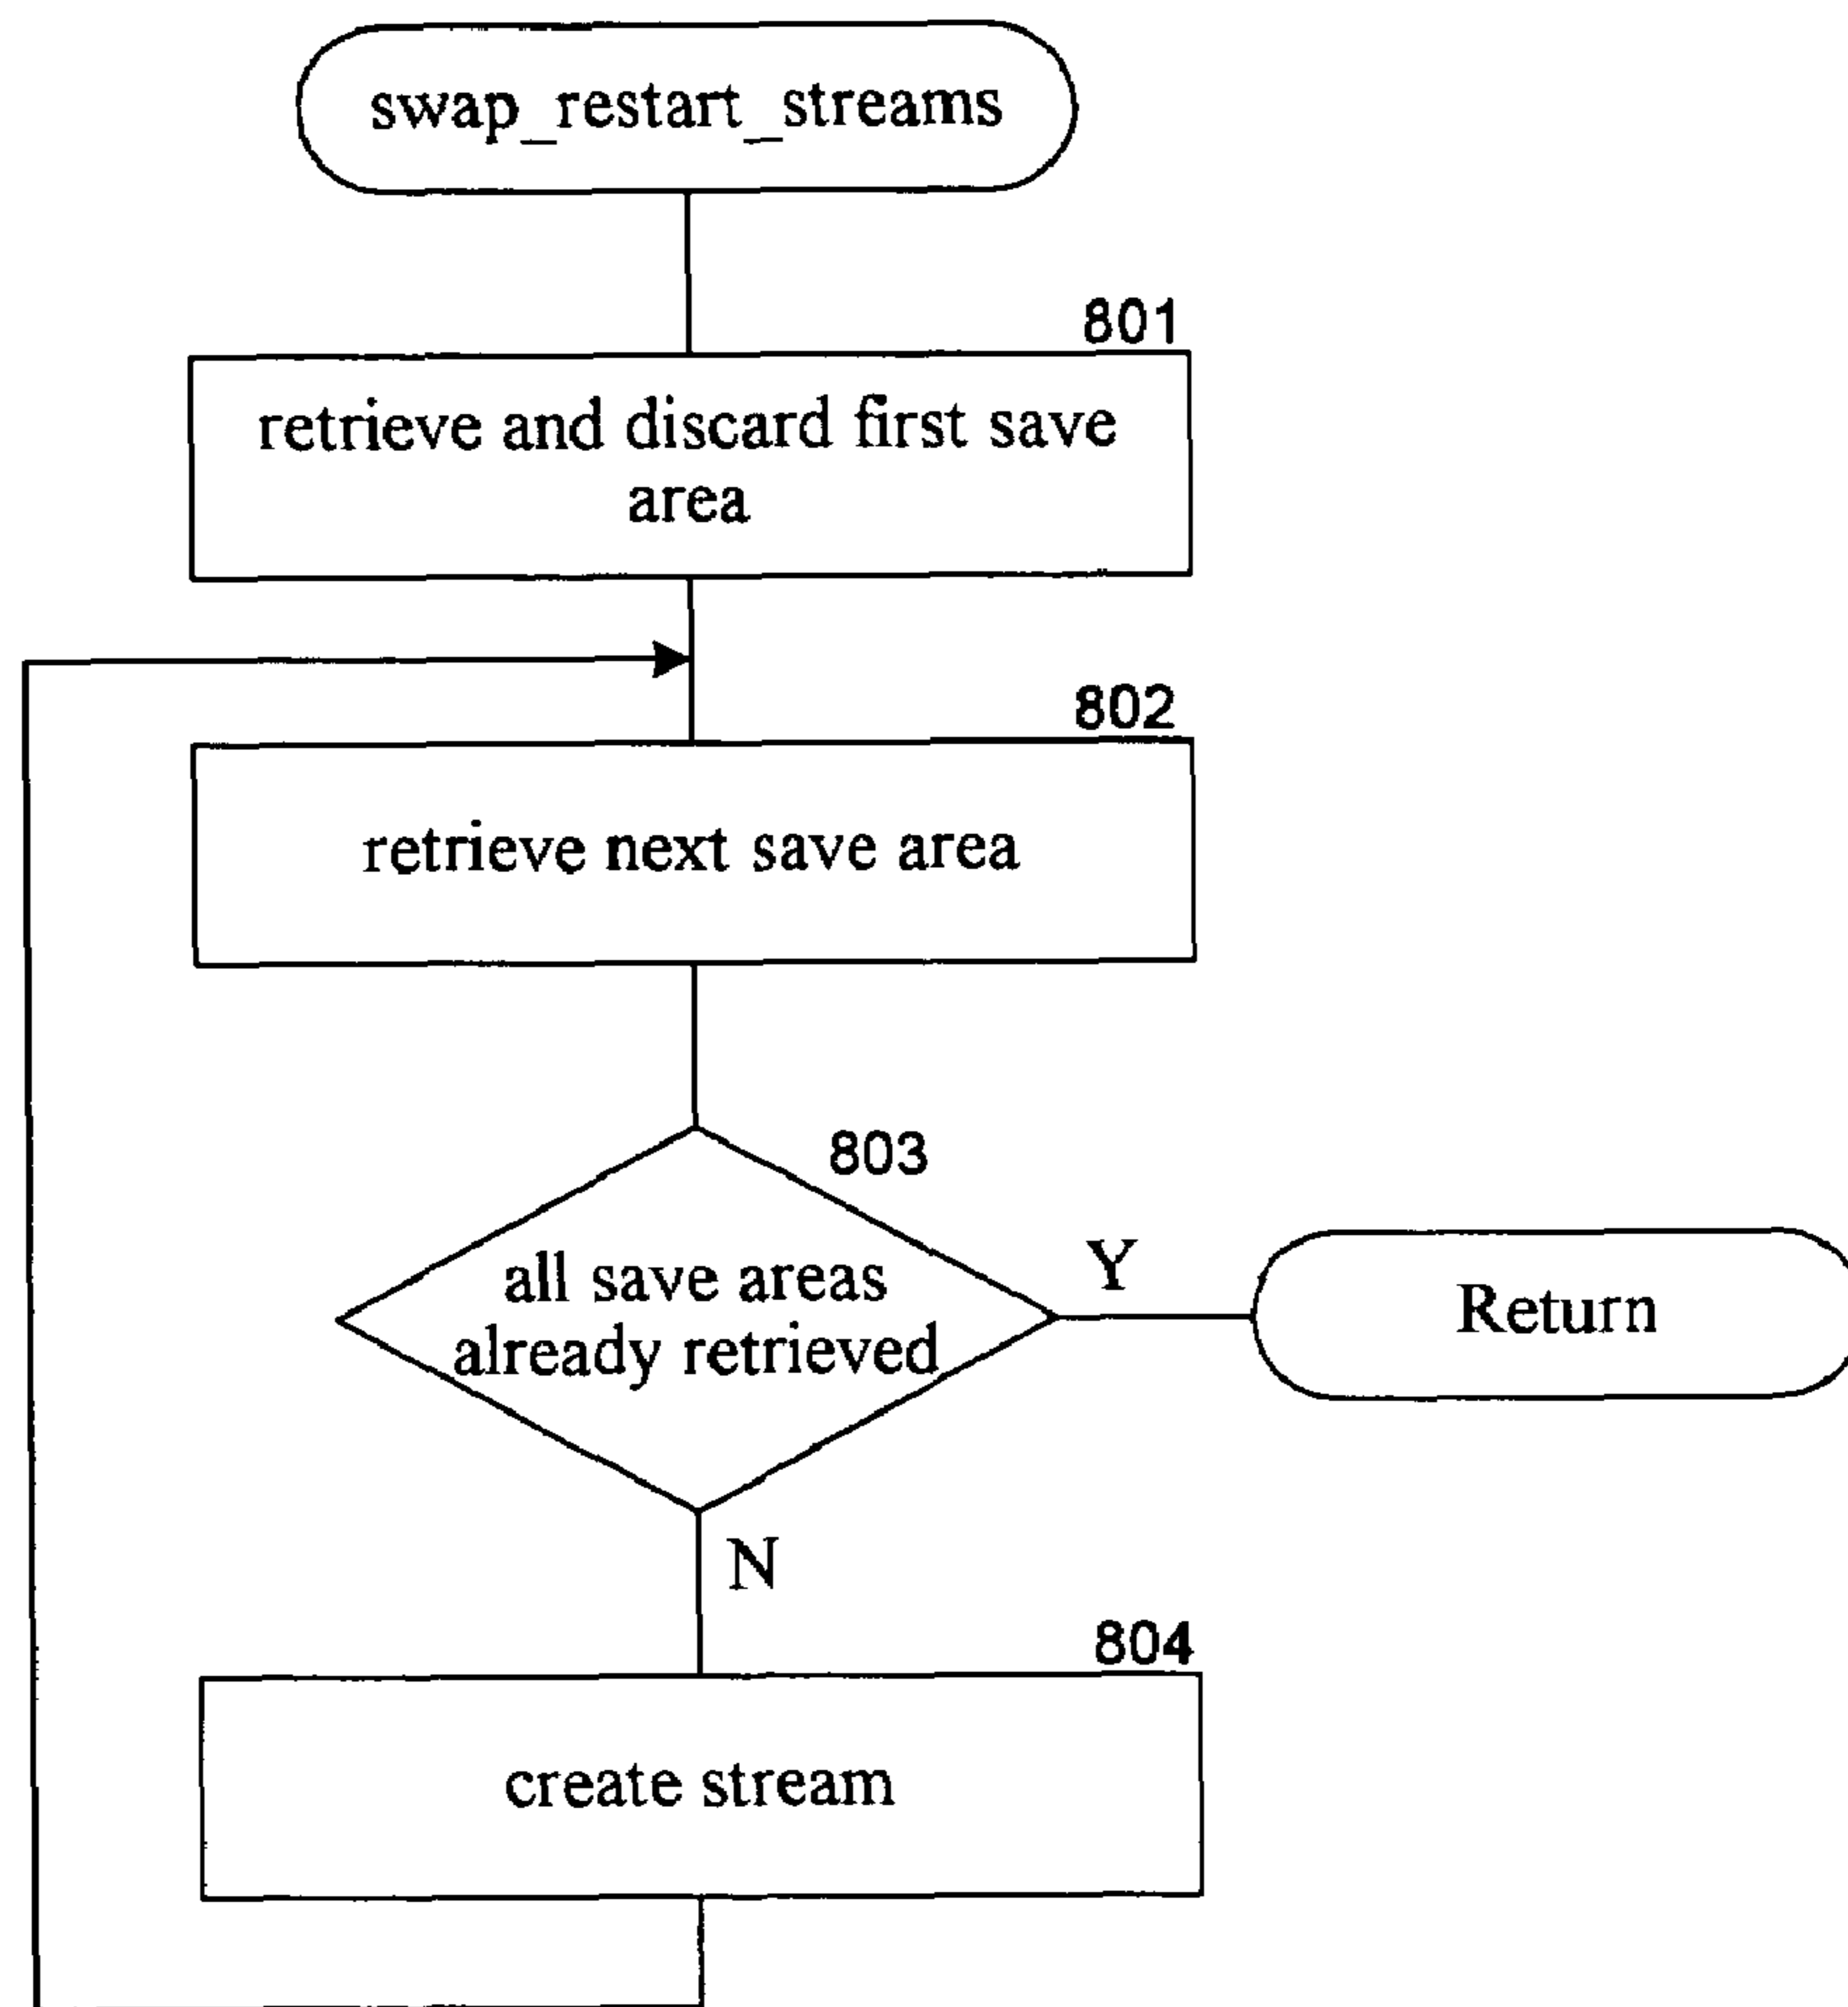 swap_restart_streams
801
retrieve and discard first save
area
802
retrieve next save area
803
all save areas
already retrieved
Y
Return
N
804
create stream